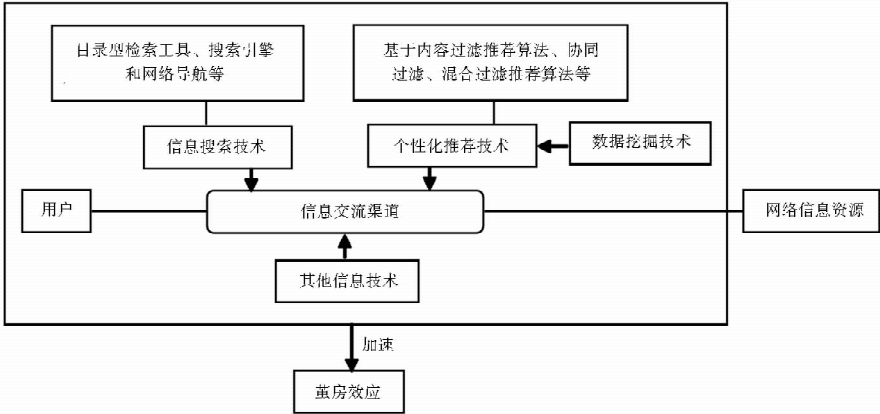 目录型检索工具、搜索引擎
和网络导航等
基于内容过滤推荐算法、协同
过滤、混合过滤推荐算法等
信息搜索技术
个性化推荐技术
数据挖掘技术
用户
信息交流渠道
网络信息资源
其他信息技术
加速
茧房效应